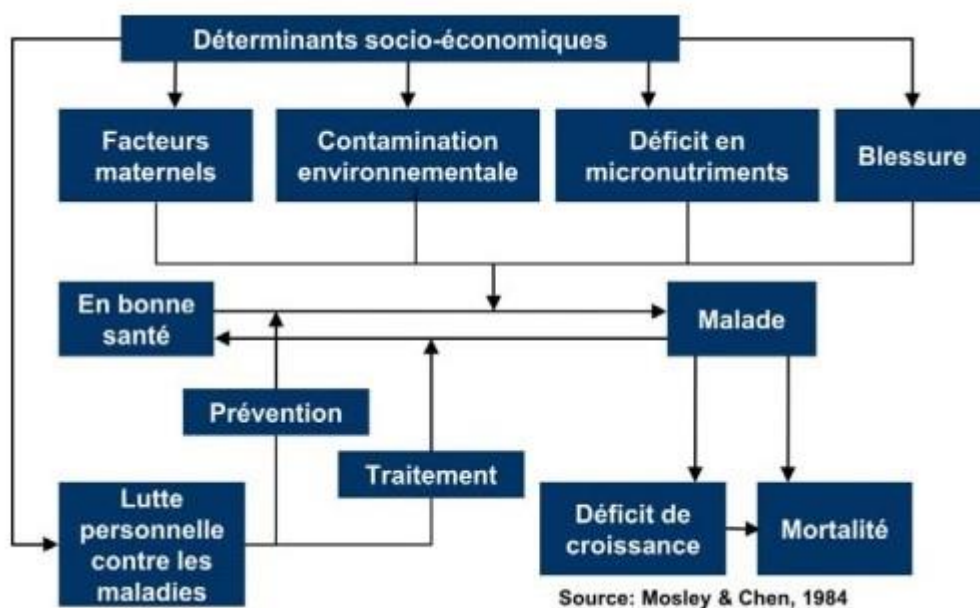 Déterminants socio-économiques
Facteurs
maternels
Contamination
environnementale
Déficit en
micronutriments
Blessure
En bonne
santé
Malade
Prévention
Traitement
Lutte
personnelle
contre les
maladies
Déficit de
croissance
Mortalité
Source: Mosley & Chen, 1984